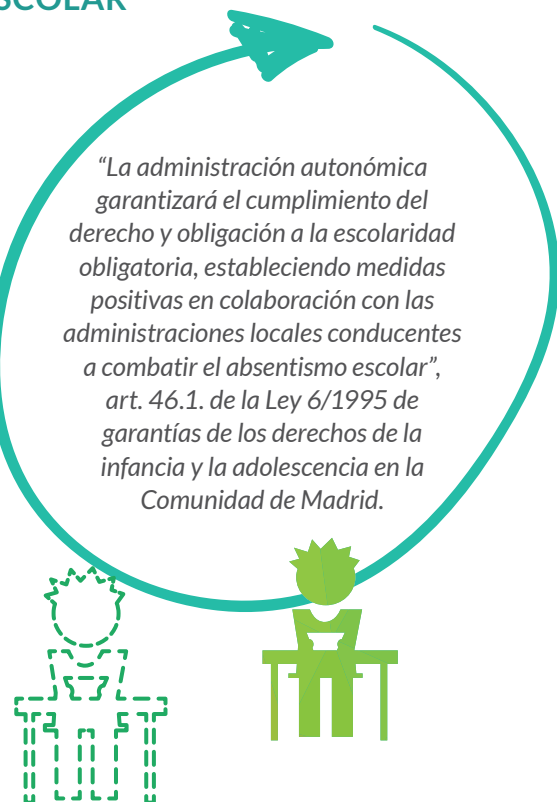 SCOLAR
“La administración autonómica
garantizará el cumplimiento del
derecho y obligación a la escolaridad
obligatoria, estableciendo medidas
positivas en colaboración con las
administraciones locales conducentes
a combatir el absentismo escolar”,
art. 46.1. de la Ley 6/1995 de
garantías de los derechos de la
infancia y la adolescencia en la
Comunidad de Madrid.